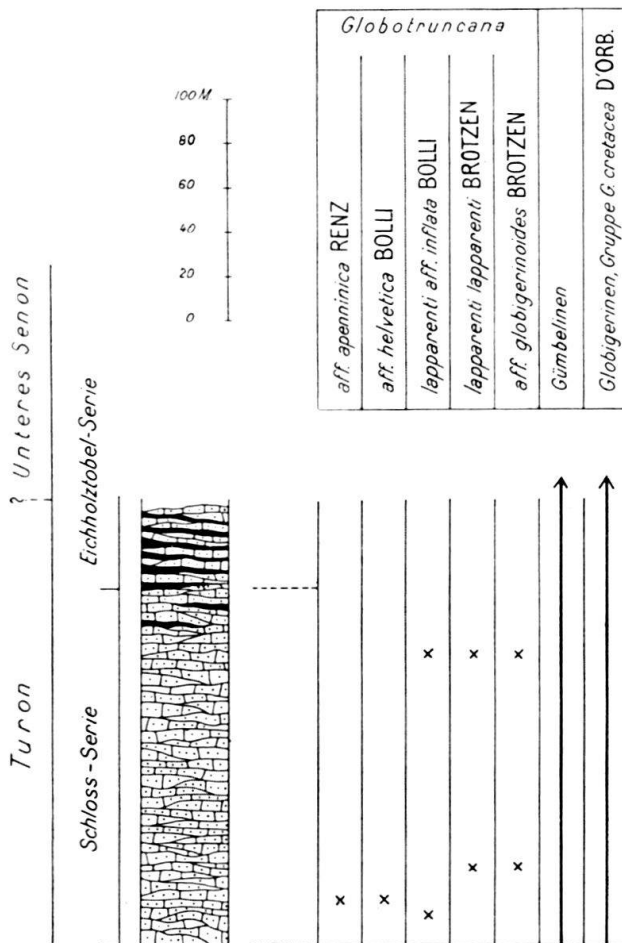 Globotruncana
aff. apenninica RENZ
aff. helvetica BOLLI
lapparenti aff. inflata BOLLI
lapparenti lapparenti BROTZEN
aff. globigerinoides BROTZEN
Gümbelinen
Globigerinen, Gruppe G. cretacea D'ORB.
100 M.
80
60
40
20
0
? Unteres Senon
Turon
Eichholztobel-Serie
Schloss-Serie
x x x
x x
x x
x